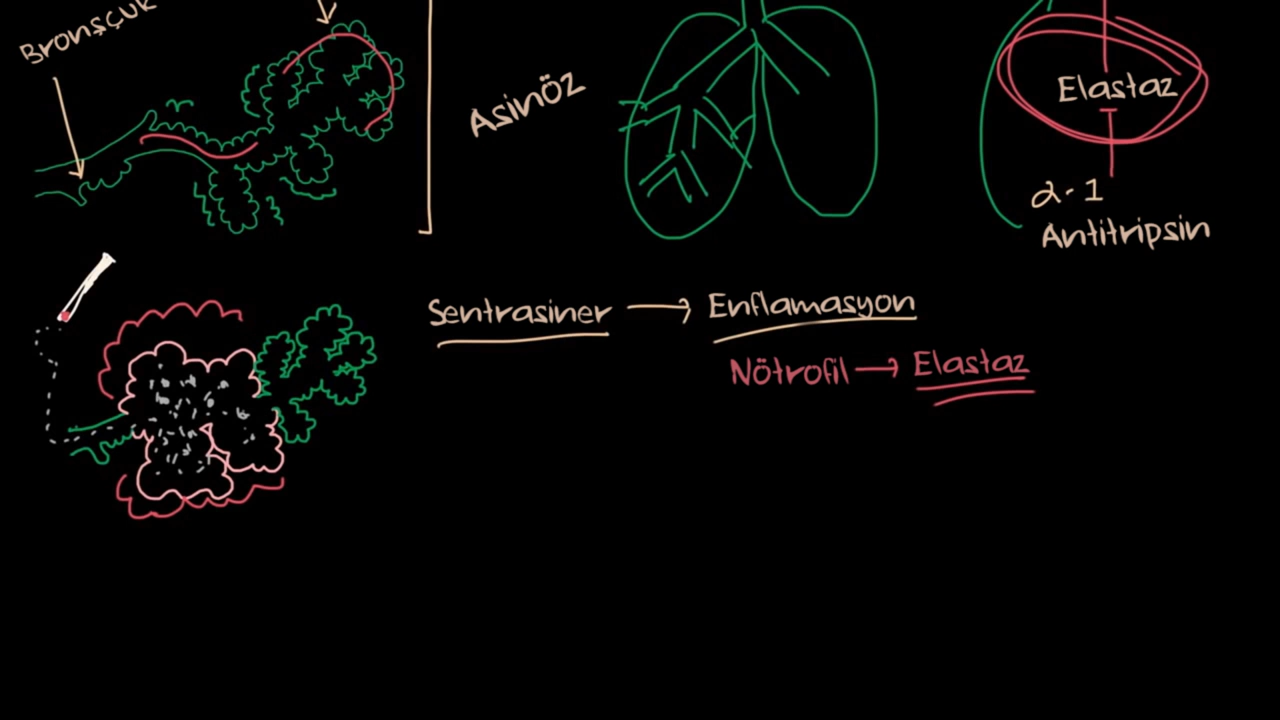 Bronşçuk
Asinöz
Elastaz
α-1
Antitripsin
Sentrasiner → Enflamasyon
Nötrofil → Elastaz